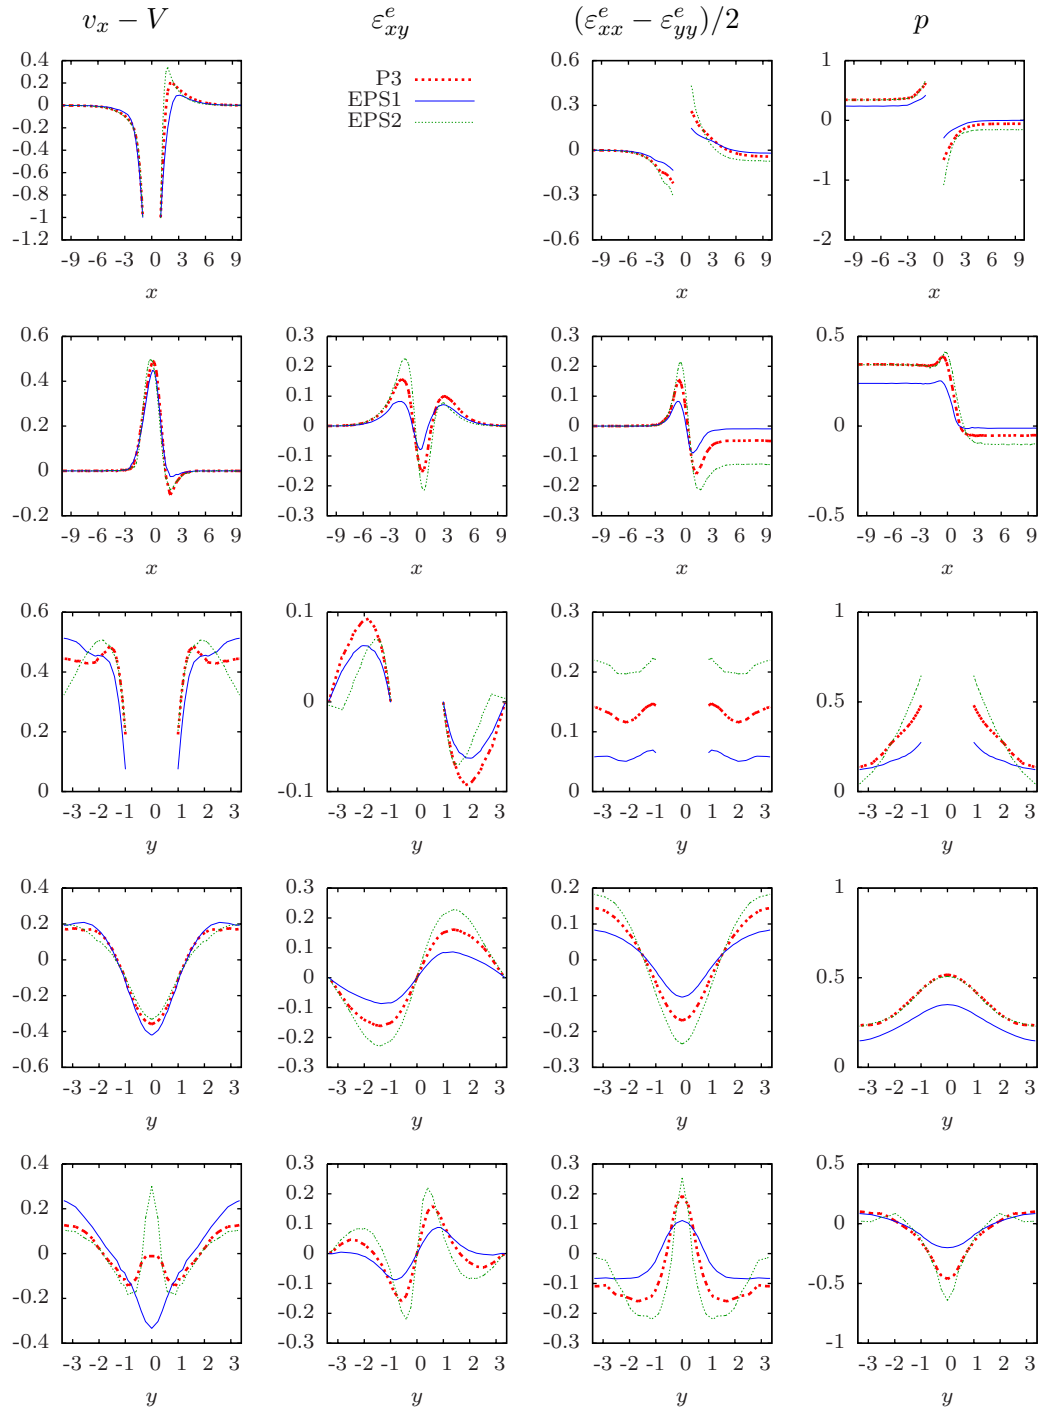 v_x − V ε^e_{xy} (ε^e_{xx} − ε^e_{yy})/2 p
0.4 0.2 0 -0.2 -0.4 -0.6 -0.8 -1 -1.2
-9 -6 -3 0 3 6 9
x
P3
EPS1
EPS2
0.6 0.3 0 -0.3 -0.6
-9 -6 -3 0 3 6 9
x
1 0 -1 -2
-9 -6 -3 0 3 6 9
x
0.6 0.4 0.2 0 -0.2
-9 -6 -3 0 3 6 9
x
0.3 0.2 0.1 0 -0.1 -0.2 -0.3
-9 -6 -3 0 3 6 9
x
0.3 0.2 0.1 0 -0.1 -0.2 -0.3
-9 -6 -3 0 3 6 9
x
0.5 0 -0.5
-9 -6 -3 0 3 6 9
x
0.6 0.4 0.2 0
-3 -2 -1 0 1 2 3
y
0.1 0 -0.1
-3 -2 -1 0 1 2 3
y
0.3 0.2 0.1 0
-3 -2 -1 0 1 2 3
y
1 0.5 0
-3 -2 -1 0 1 2 3
y
0.4 0.2 0 -0.2 -0.4 -0.6
-3 -2 -1 0 1 2 3
y
0.3 0.2 0.1 0 -0.1 -0.2 -0.3
-3 -2 -1 0 1 2 3
y
0.2 0.1 0 -0.1 -0.2 -0.3
-3 -2 -1 0 1 2 3
y
1 0.5 0
-3 -2 -1 0 1 2 3
y
0.4 0.2 0 -0.2 -0.4
-3 -2 -1 0 1 2 3
y
0.3 0.2 0.1 0 -0.1 -0.2 -0.3
-3 -2 -1 0 1 2 3
y
0.3 0.2 0.1 0 -0.1 -0.2 -0.3
-3 -2 -1 0 1 2 3
y
0.5 0 -0.5 -1
-3 -2 -1 0 1 2 3
y